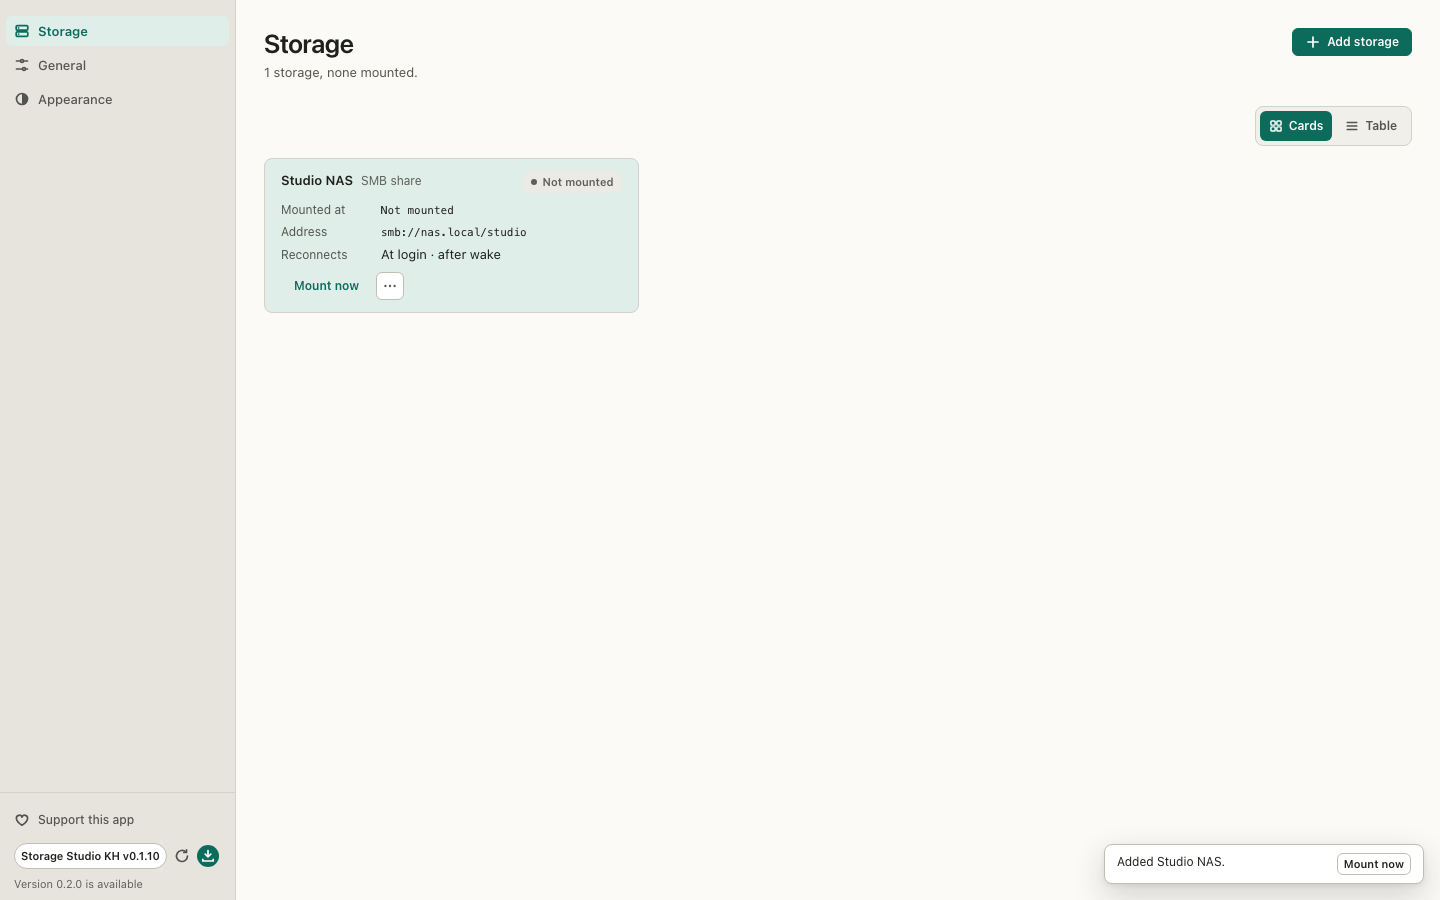 Storage
General
Appearance
Storage
1 storage, none mounted.
Add storage
Cards
Table
Studio NAS SMB share
Not mounted
Mounted at Not mounted
Address smb://nas.local/studio
Reconnects At login · after wake
Mount now
Support this app
Storage Studio KH v0.1.10
Version 0.2.0 is available
Added Studio NAS.
Mount now